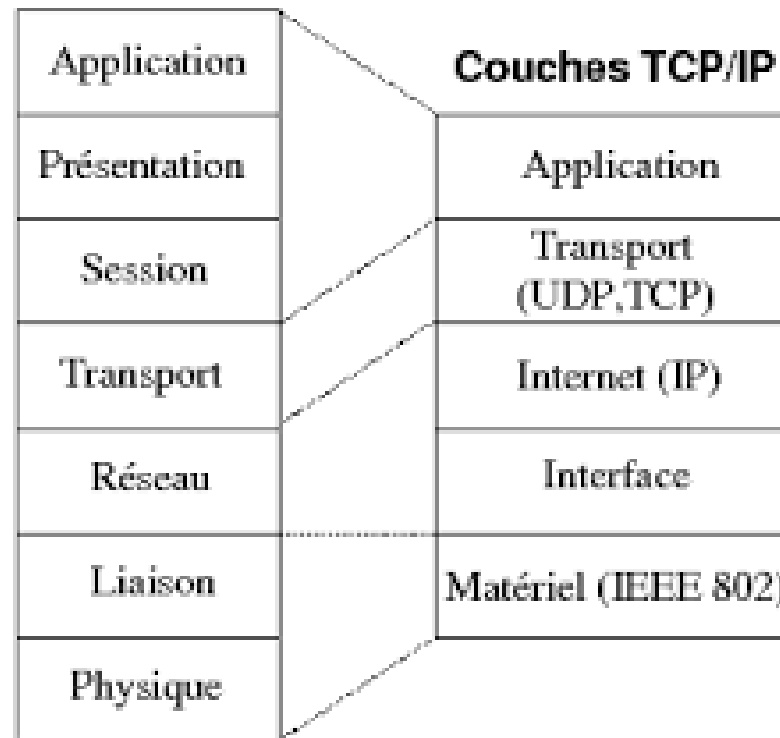 Application
Présentation
Session
Transport
Réseau
Liaison
Physique
Couches TCP/IP
Application
Transport
(UDP,TCP)
Internet (IP)
Interface
Matériel (IEEE 802)